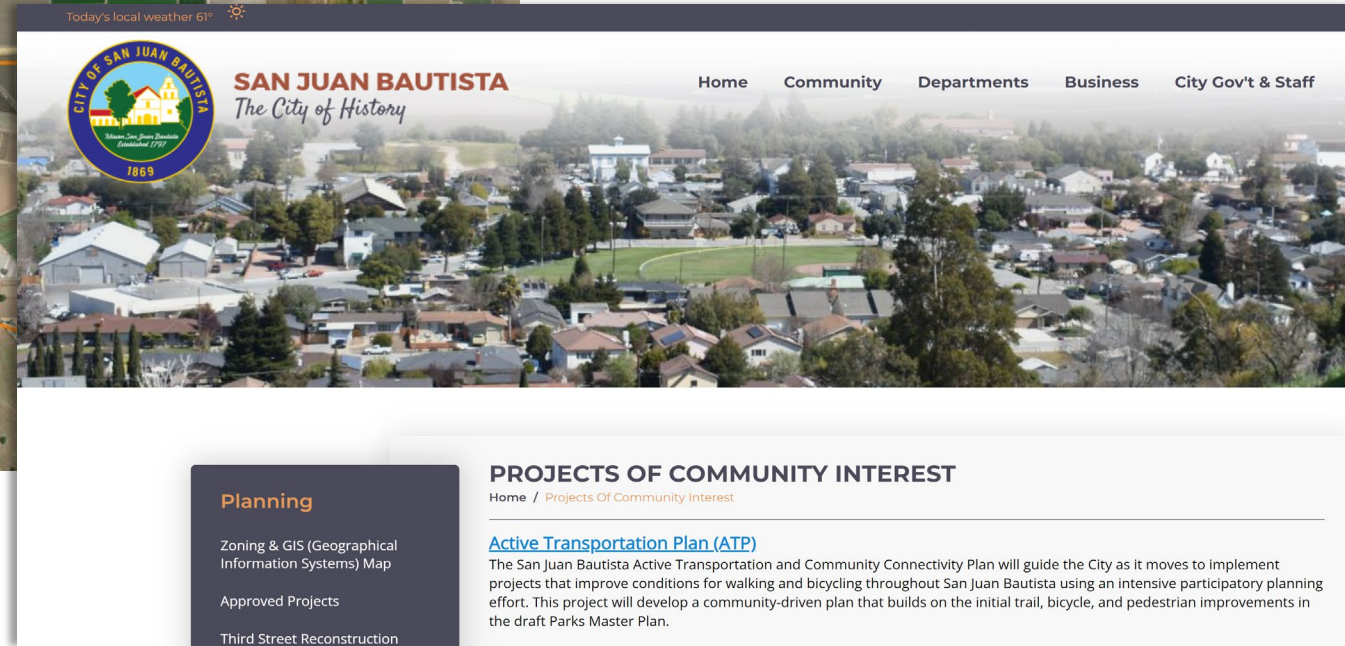 Today's local weather 61°
CITY OF SAN JUAN BAUTISTA
Mission San Juan Bautista
Established 1797
1869
SAN JUAN BAUTISTA
The City of History
Home Community Departments Business City Gov't & Staff
Planning
Zoning & GIS (Geographical
Information Systems) Map
Approved Projects
Third Street Reconstruction
PROJECTS OF COMMUNITY INTEREST
Home / Projects Of Community Interest
Active Transportation Plan (ATP)
The San Juan Bautista Active Transportation and Community Connectivity Plan will guide the City as it moves to implement
projects that improve conditions for walking and bicycling throughout San Juan Bautista using an intensive participatory planning
effort. This project will develop a community-driven plan that builds on the initial trail, bicycle, and pedestrian improvements in
the draft Parks Master Plan.